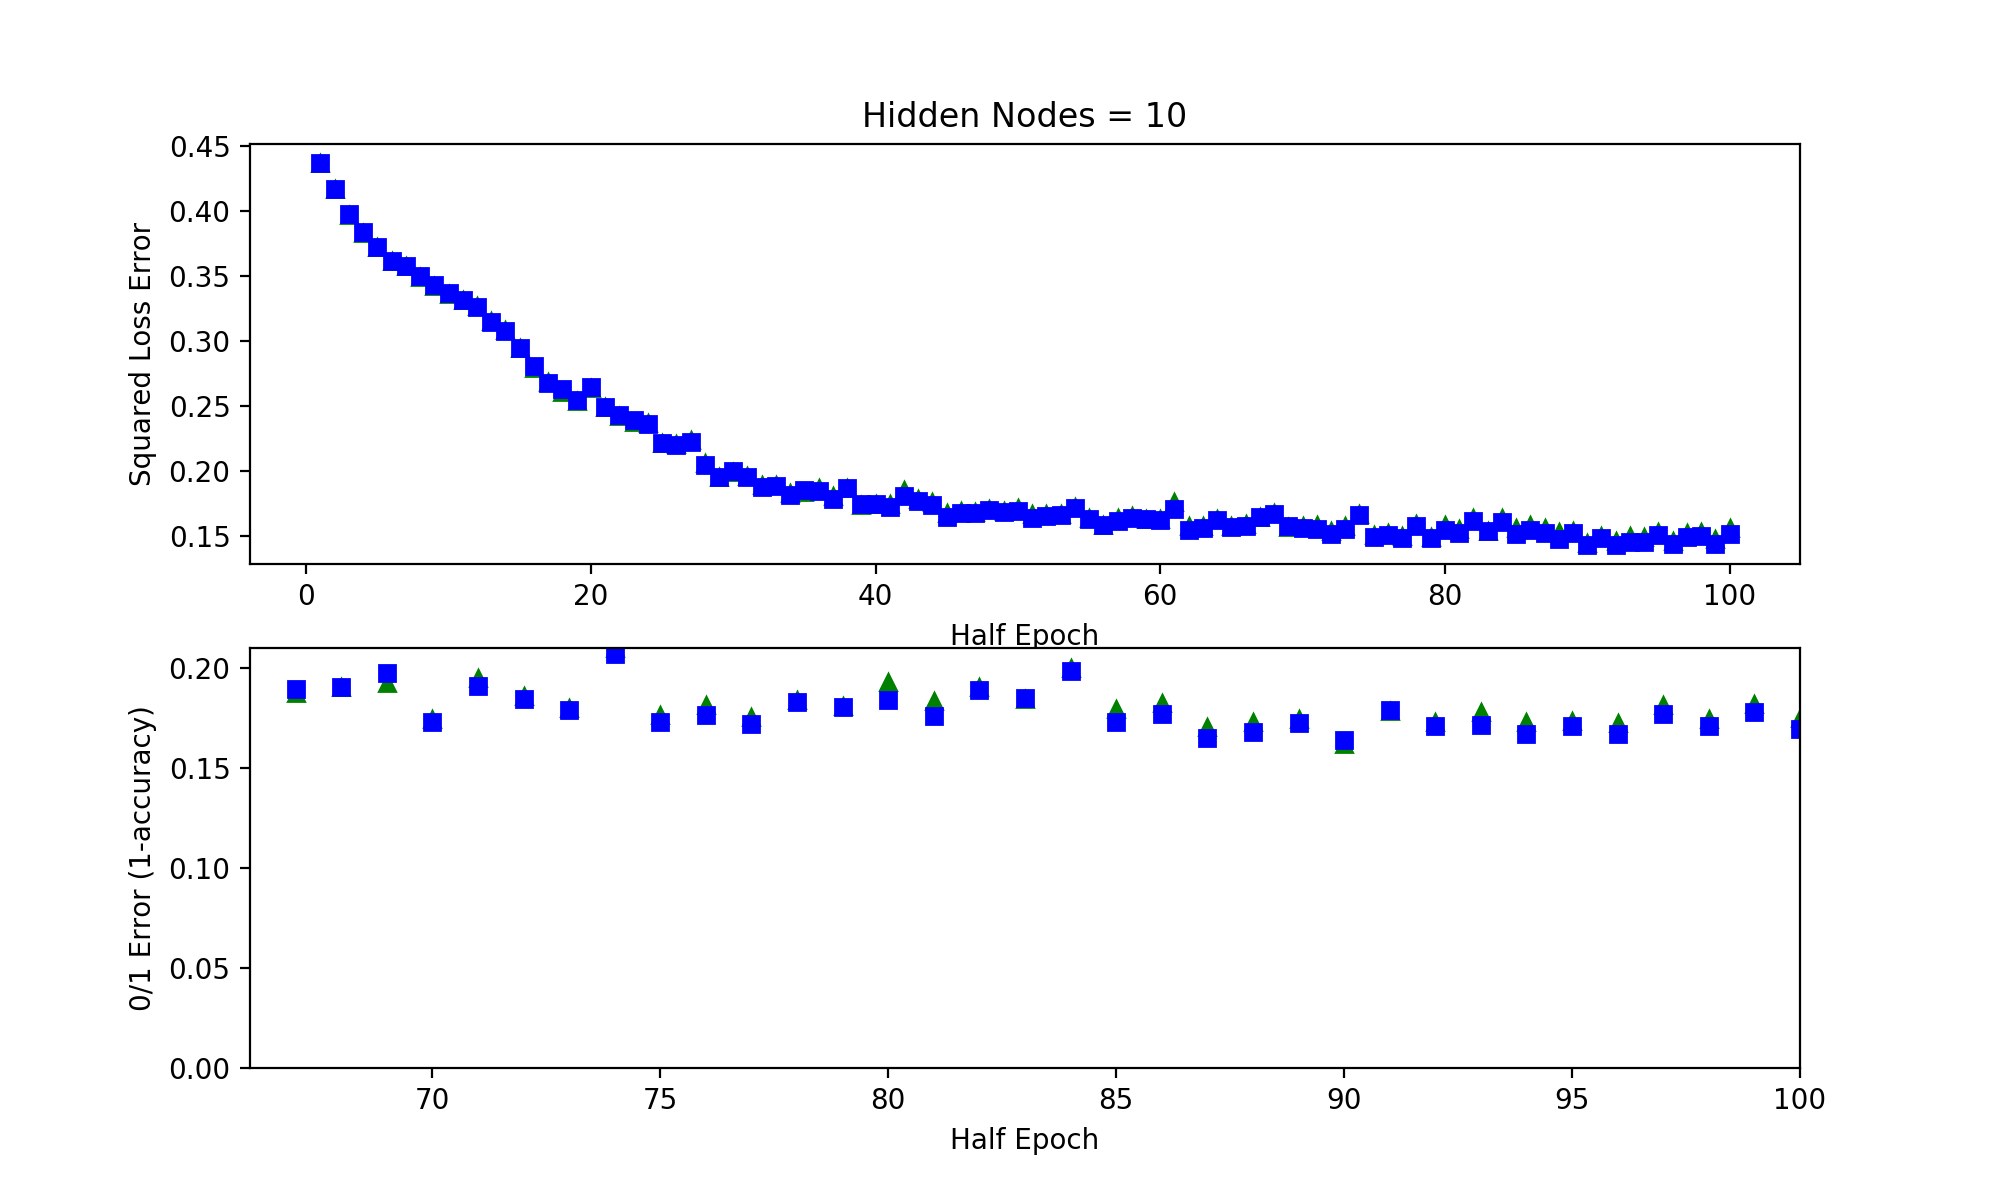 Hidden Nodes = 10
Squared Loss Error
0.45
0.40
0.35
0.30
0.25
0.20
0.15
0 20 40 60 80 100
Half Epoch
0/1 Error (1-accuracy)
0.20
0.15
0.10
0.05
0.00
70 75 80 85 90 95 100
Half Epoch